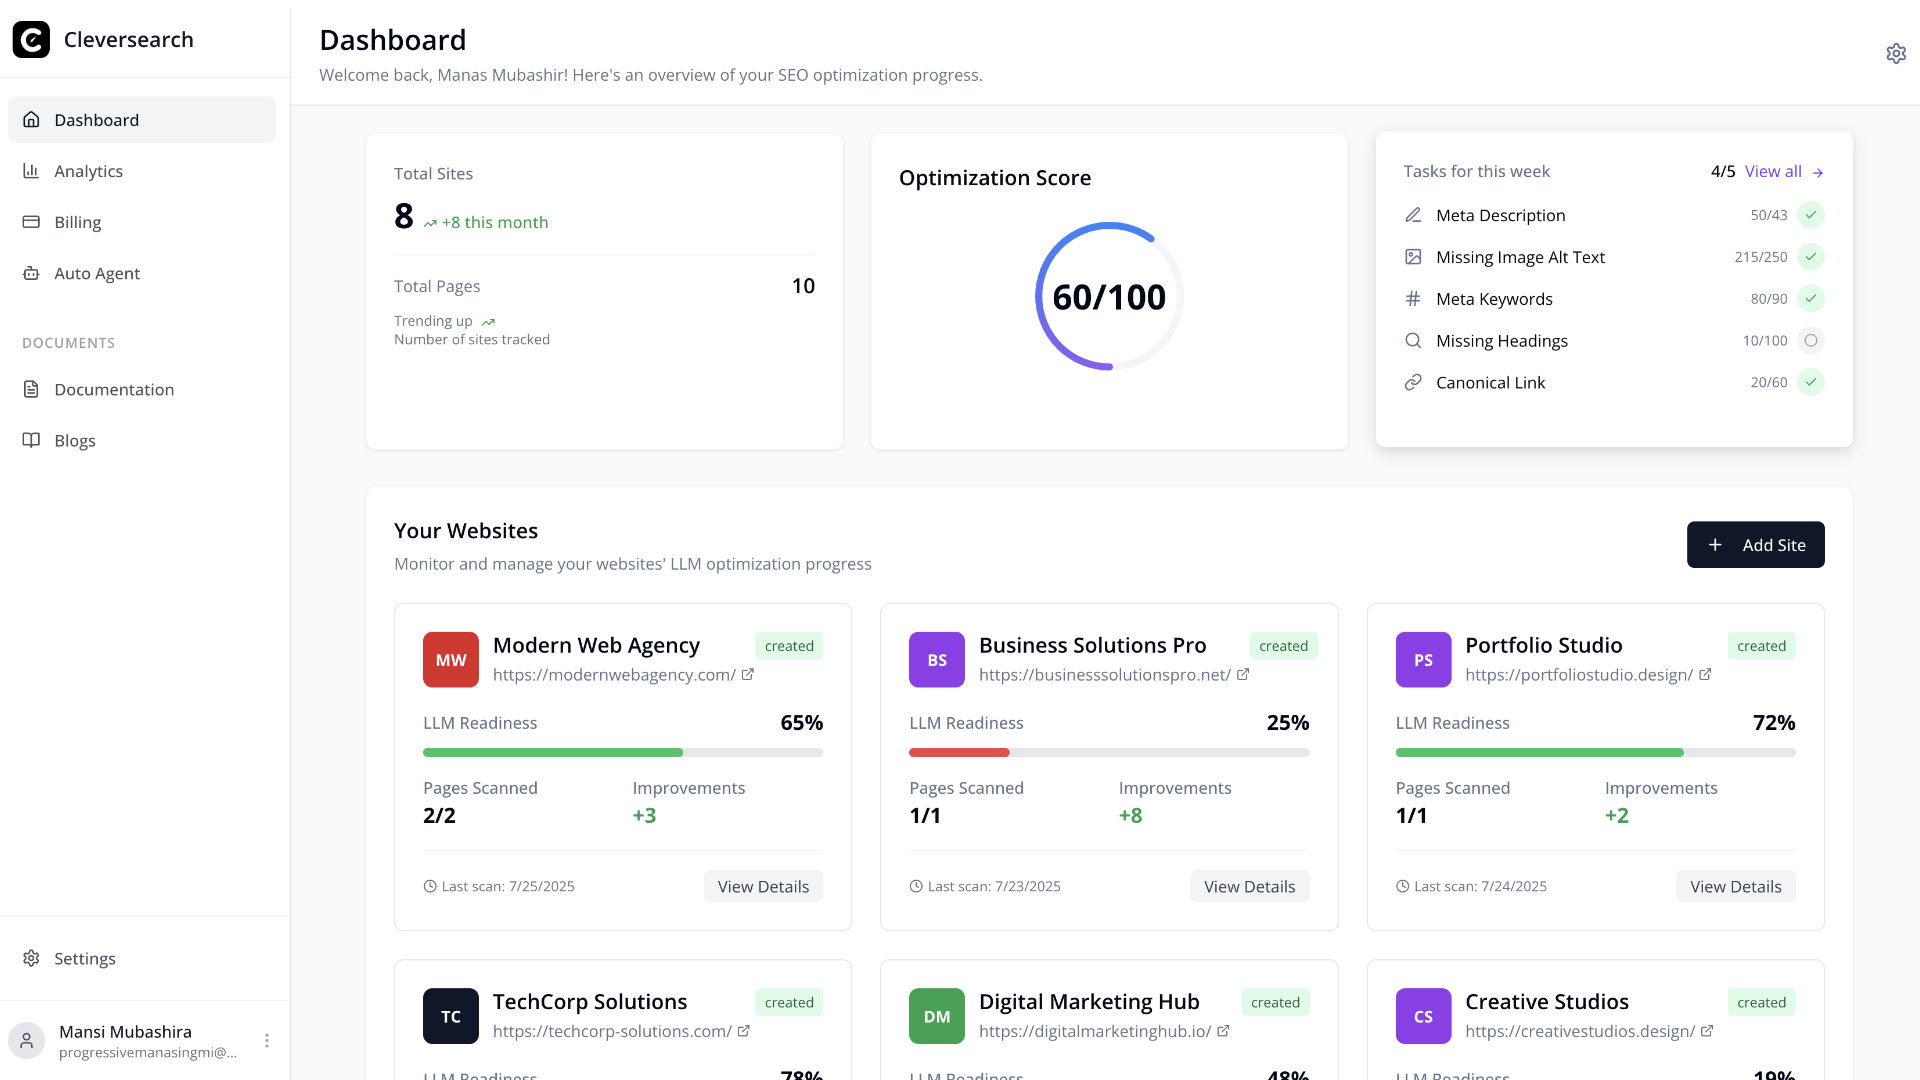 Cleversearch
Dashboard
Analytics
Billing
Auto Agent
DOCUMENTS
Documentation
Blogs
Settings
Mansi Mubashira
progressivemanasingmi@...
Dashboard
Welcome back, Manas Mubashir! Here's an overview of your SEO optimization progress.
Total Sites
8 +8 this month
Total Pages 10
Trending up
Number of sites tracked
Optimization Score
60/100
Tasks for this week 4/5 View all
Meta Description 50/43
Missing Image Alt Text 215/250
Meta Keywords 80/90
Missing Headings 10/100
Canonical Link 20/60
Your Websites
Monitor and manage your websites' LLM optimization progress
+ Add Site
MW Modern Web Agency created
https://modernwebagency.com/
LLM Readiness 65%
Pages Scanned Improvements
2/2 +3
Last scan: 7/25/2025 View Details
BS Business Solutions Pro created
https://businesssolutionspro.net/
LLM Readiness 25%
Pages Scanned Improvements
1/1 +8
Last scan: 7/23/2025 View Details
PS Portfolio Studio created
https://portfoliostudio.design/
LLM Readiness 72%
Pages Scanned Improvements
1/1 +2
Last scan: 7/24/2025 View Details
TC TechCorp Solutions created
https://techcorp-solutions.com/
LLM Readiness 78%
DM Digital Marketing Hub created
https://digitalmarketinghub.io/
LLM Readiness 48%
CS Creative Studios created
https://creativestudios.design/
LLM Readiness 19%